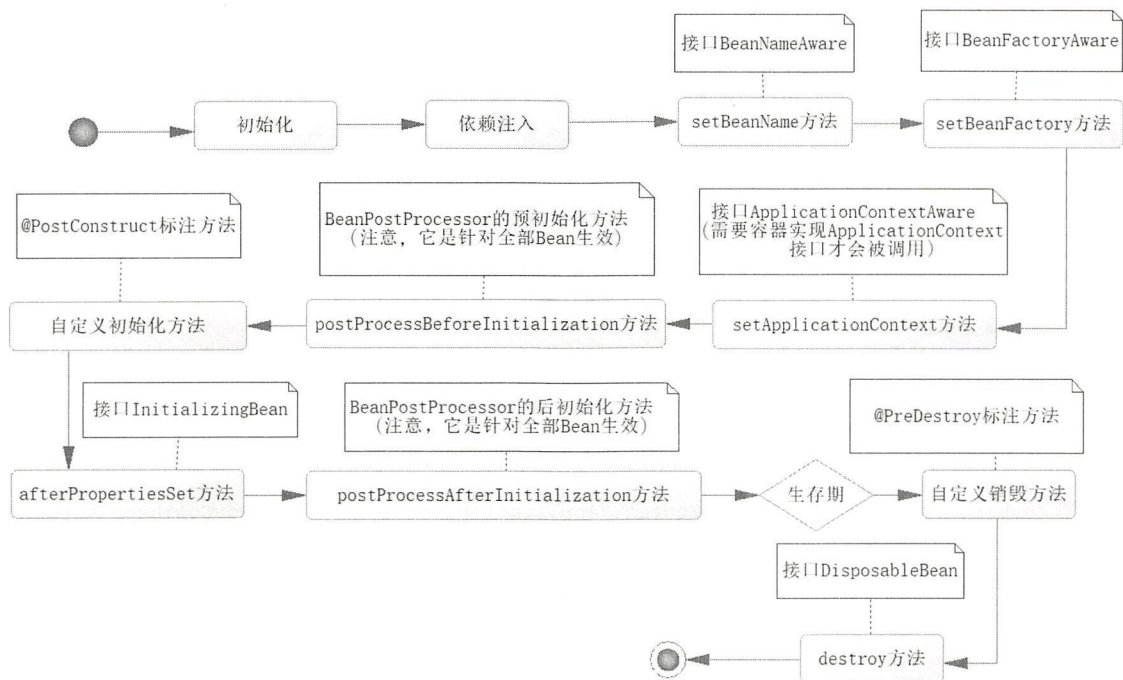 接口BeanNameAware
接口BeanFactoryAware
初始化
依赖注入
setBeanName方法
setBeanFactory方法
@PostConstruct标注方法
BeanPostProcessor的预初始化方法
（注意，它是针对全部Bean生效）
接口ApplicationContextAware
(需要容器实现ApplicationContext
接口才会被调用）
自定义初始化方法
postProcessBeforeInitialization方法
setApplicationContext方法
接口InitializingBean
BeanPostProcessor的后初始化方法
（注意，它是针对全部Bean生效）
@PreDestroy标注方法
afterPropertiesSet方法
postProcessAfterInitialization方法
生存期
自定义销毁方法
接口DisposableBean
destroy方法